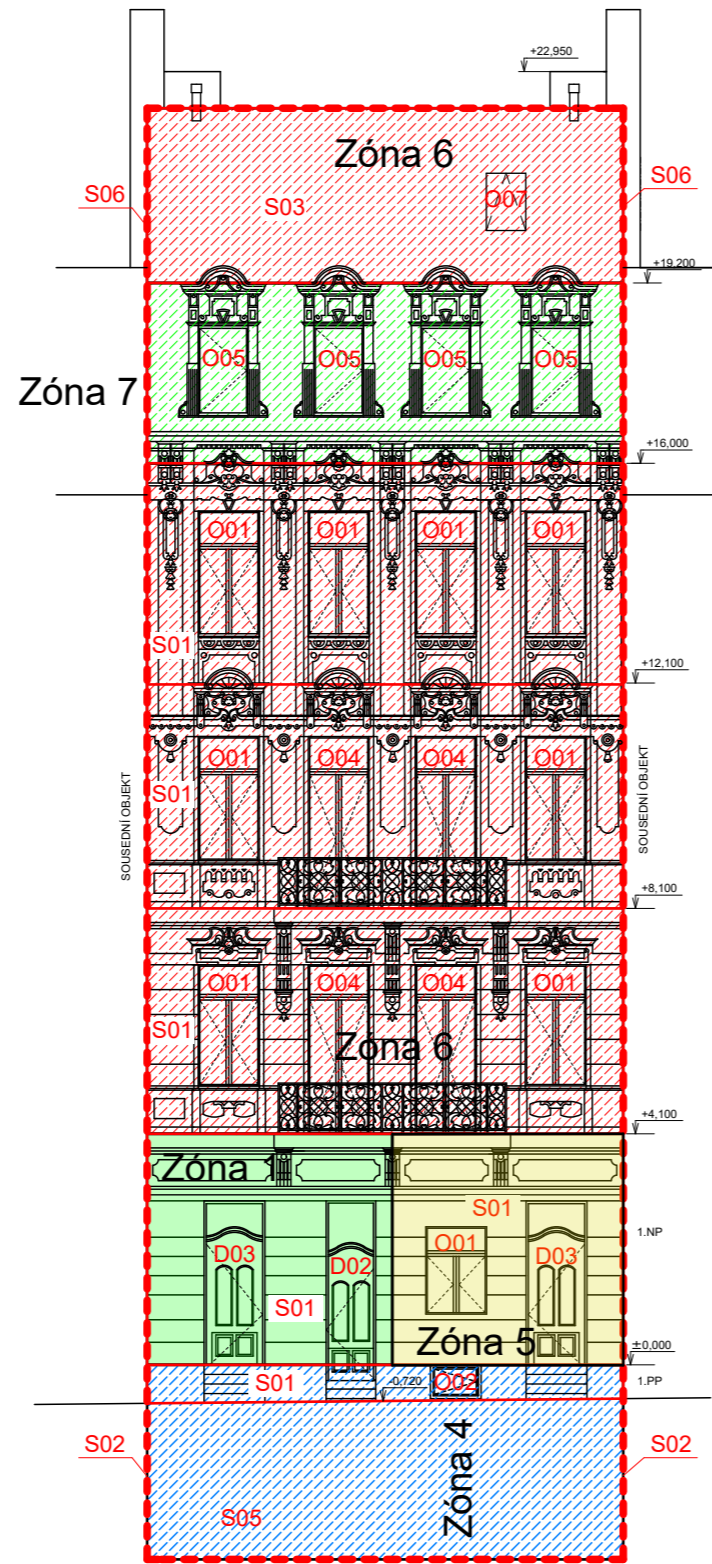 +22,950
Zóna 6
S06
S06
S03
O07
+19,200
O05
O05
O05
O05
Zóna 7
+16,000
O01
O01
O01
O01
S01
+12,100
O01
O04
O04
O01
S01
SOUSEDNÍ OBJEKT
SOUSEDNÍ OBJEKT
+8,100
O01
O04
O04
O01
S01
Zóna 6
+4,100
Zóna 1
S01
1.NP
O01
D03
D02
D03
S01
Zóna 5
±0,000
S01
-0,720
O02
1.PP
S02
S02
Zóna 4
S05